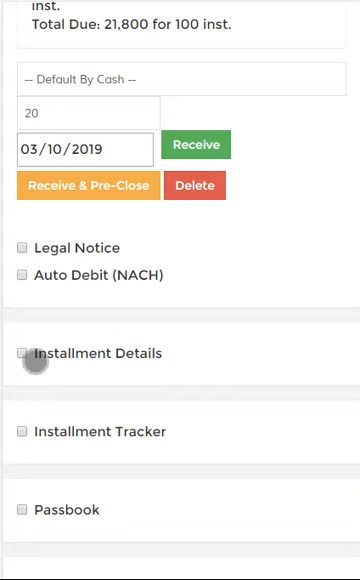 inst.
Total Due: 21,800 for 100 inst.
-- Default By Cash --
20
03/10/2019
Receive
Receive & Pre-Close
Delete
Legal Notice
Auto Debit (NACH)
Installment Details
Installment Tracker
Passbook